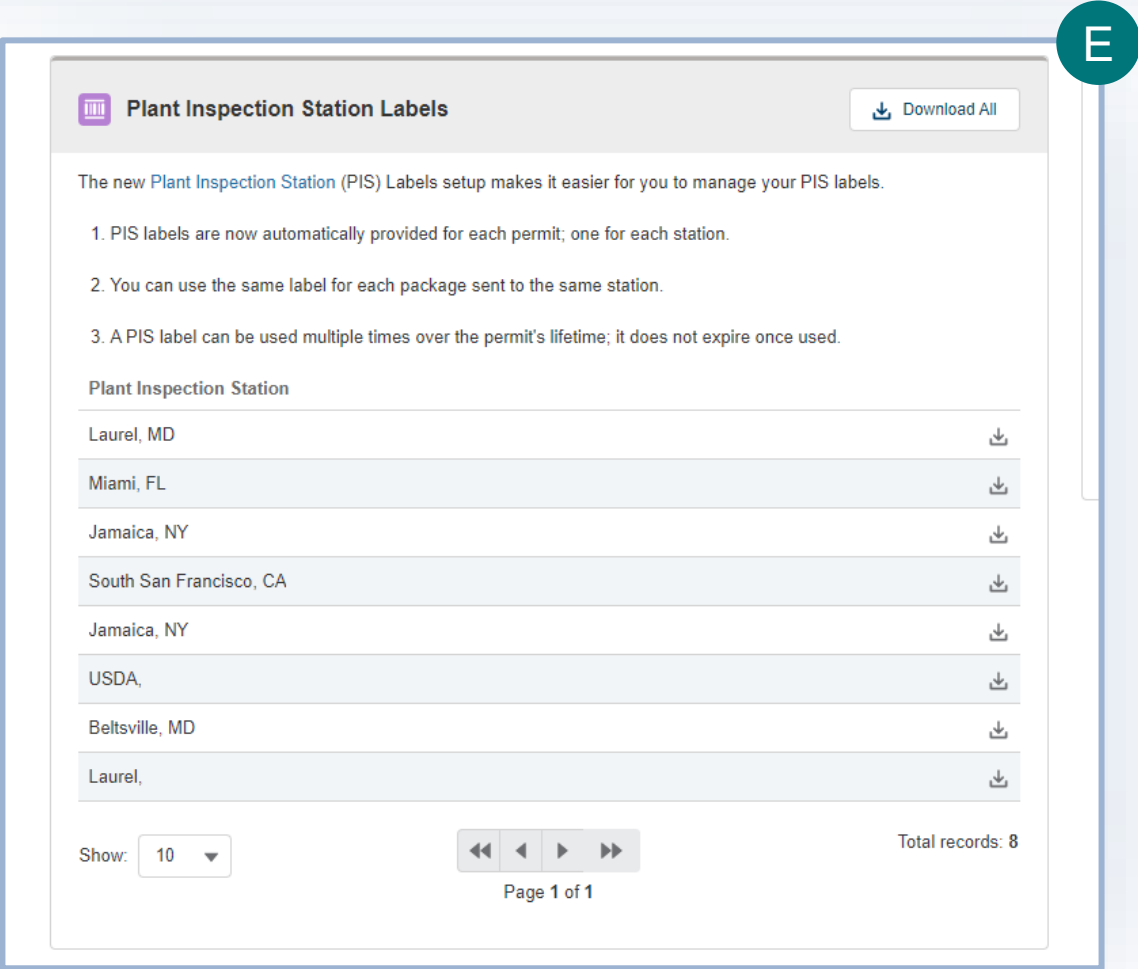 E
Plant Inspection Station Labels
Download All
The new Plant Inspection Station (PIS) Labels setup makes it easier for you to manage your PIS labels.
1. PIS labels are now automatically provided for each permit; one for each station.
2. You can use the same label for each package sent to the same station.
3. A PIS label can be used multiple times over the permit's lifetime; it does not expire once used.
Plant Inspection Station
Laurel, MD
Miami, FL
Jamaica, NY
South San Francisco, CA
Jamaica, NY
USDA,
Beltsville, MD
Laurel,
Show: 10
Total records: 8
Page 1 of 1